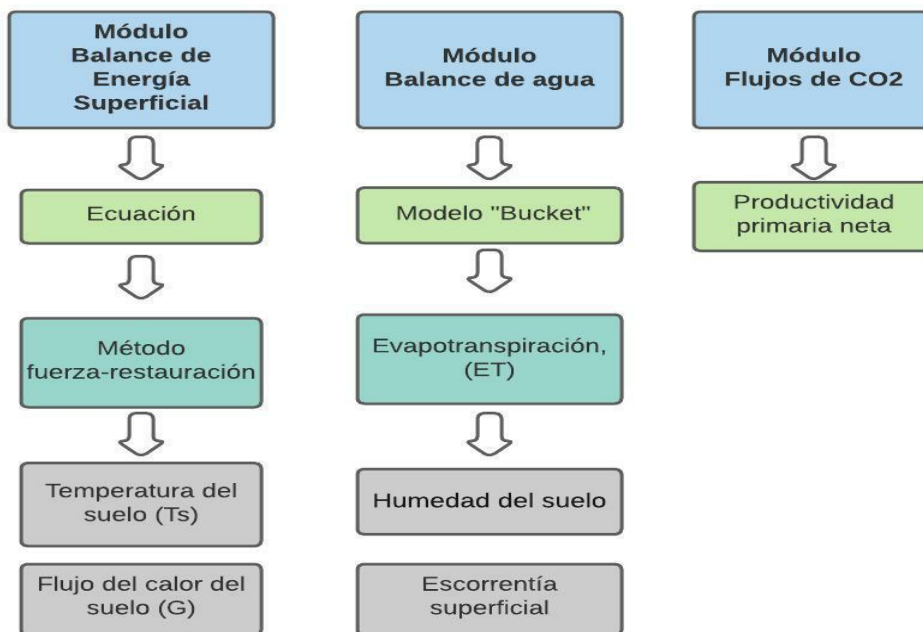 Módulo
Balance de
Energía
Superficial
Ecuación
Método
fuerza-restauración
Temperatura del
suelo (Ts)
Flujo del calor del
suelo (G)
Módulo
Balance de agua
Modelo "Bucket"
Evapotranspiración,
(ET)
Humedad del suelo
Escorrentía
superficial
Módulo
Flujos de CO2
Productividad
primaria neta